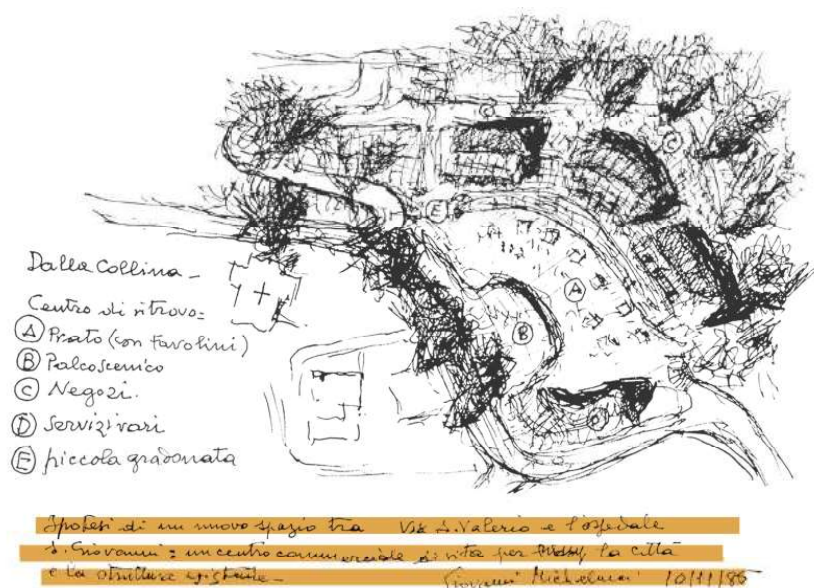 Dalla Collina -
Centro di ritrovo =
A Prato (con tavolini)
B Palcoscenico
C Negozi.
D Servizi vari
E piccola gradonata
C
C
E
A
B
D
Ipotesi di un nuovo spazio tra Via S. Valerio e l'ospedale
S. Giovanni = un centro commerciale di vita per la città
e la struttura esistente -
Giovanni Michelucci 10/11/86